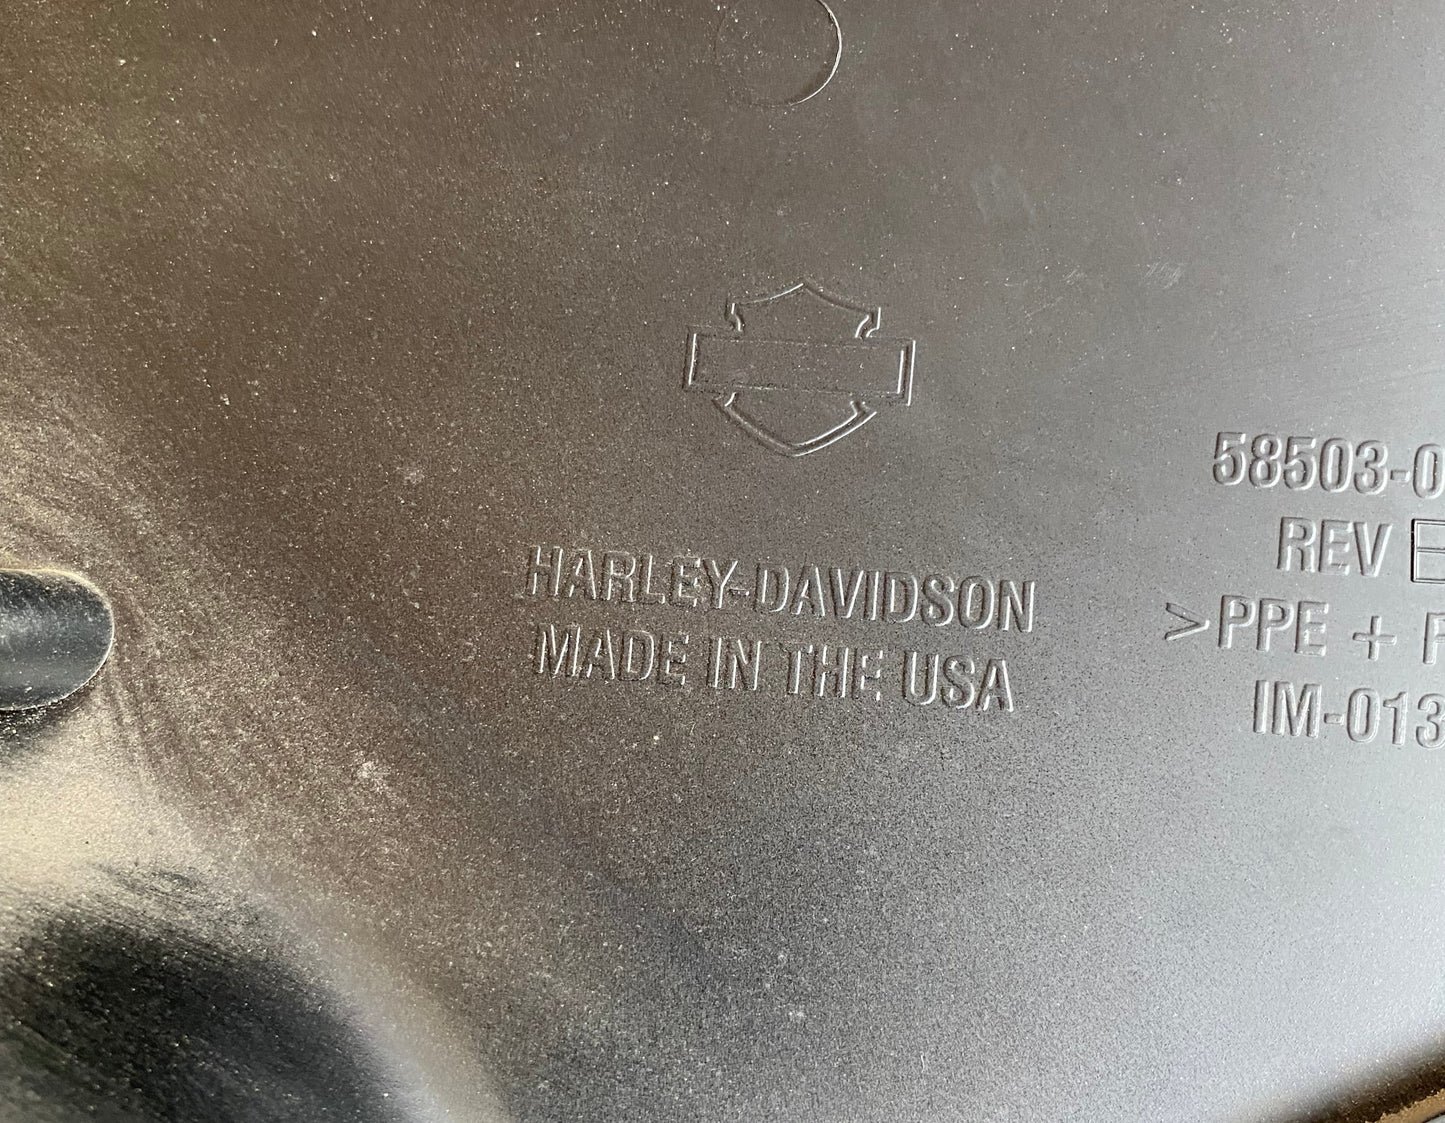 HARLEY-DAVIDSON
MADE IN THE USA
58503-0
REV
>PPE +
IM-013